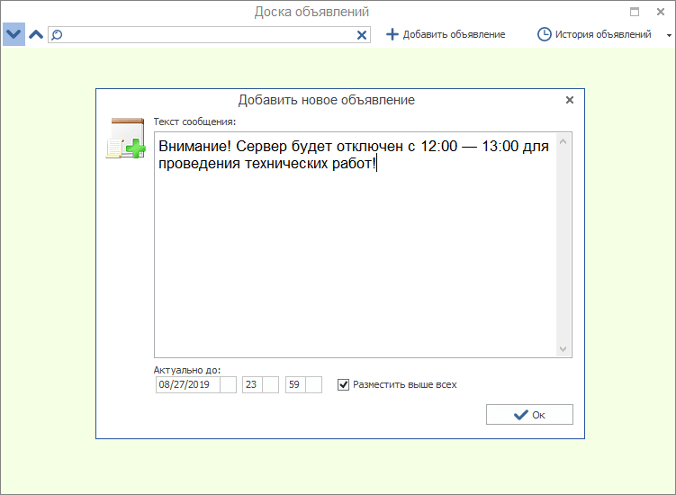 Доска объявлений
Добавить объявление
История объявлений
Добавить новое объявление
Текст сообщения:
Внимание! Сервер будет отключен с 12:00 — 13:00 для
проведения технических работ!
Актуально до:
08/27/2019 23 59 Разместить выше всех
Ок